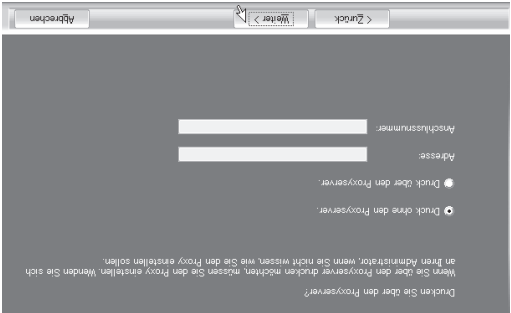 Drucken Sie über den Proxyserver?
Wenn Sie über den Proxyserver drucken möchten, müssen Sie den Proxy einstellen. Wenden Sie sich
an Ihren Administrator, wenn Sie nicht wissen, wie Sie den Proxy einstellen sollen.
Druck ohne den Proxyserver.
Druck über den Proxyserver.
Adresse:
Anschlussnummer:
< Zurück
Weiter >
Abbrechen